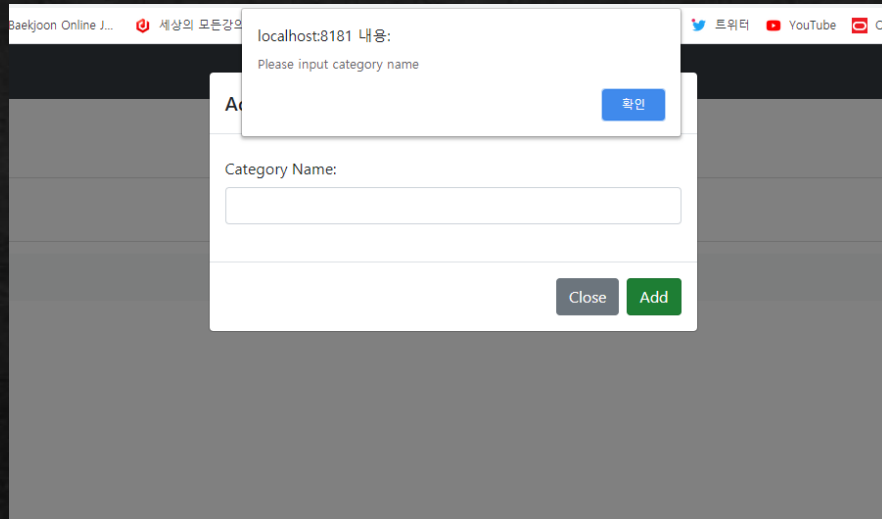 Baekjoon Online J...
세상의 모든강의
트위터
YouTube
localhost:8181 내용:
Please input category name
확인
Category Name:
Close
Add